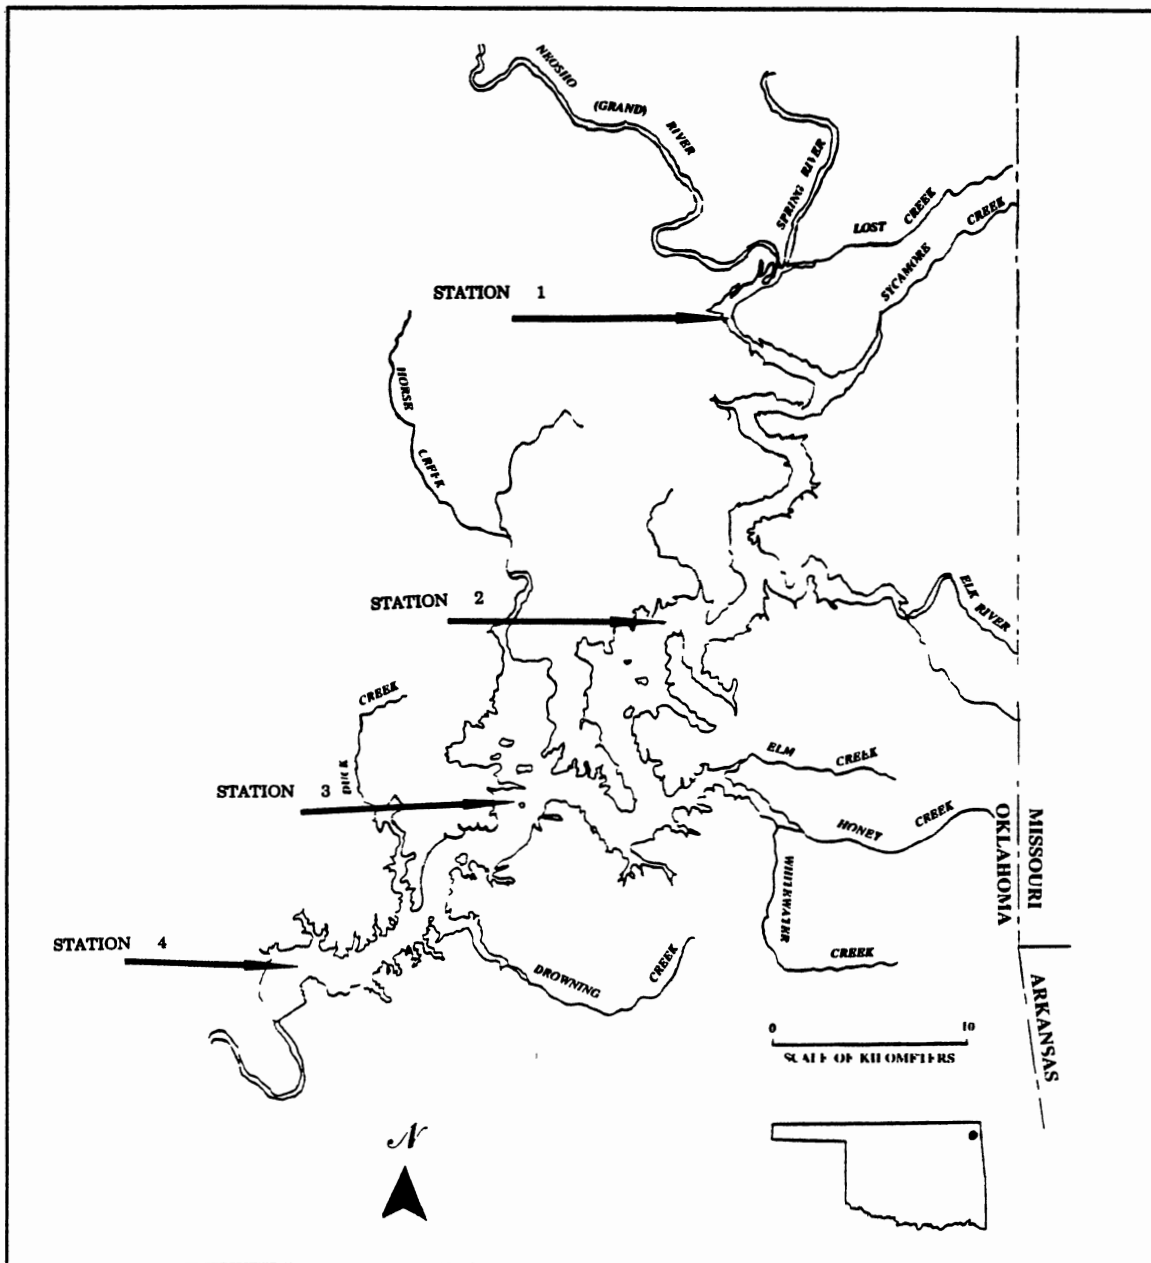 NEOSHO
(GRAND)
RIVER
SPRING RIVER
LOST CREEK
SYCAMORE CREEK
STATION 1
HORSE CREEK
STATION 2
ELK RIVER
DUCK CREEK
ELM CREEK
STATION 3
HONEY CREEK
OKLAHOMA
MISSOURI
WHITEWATER CREEK
STATION 4
DROWNING CREEK
ARKANSAS
0 10
SCALE OF KILOMETERS
N